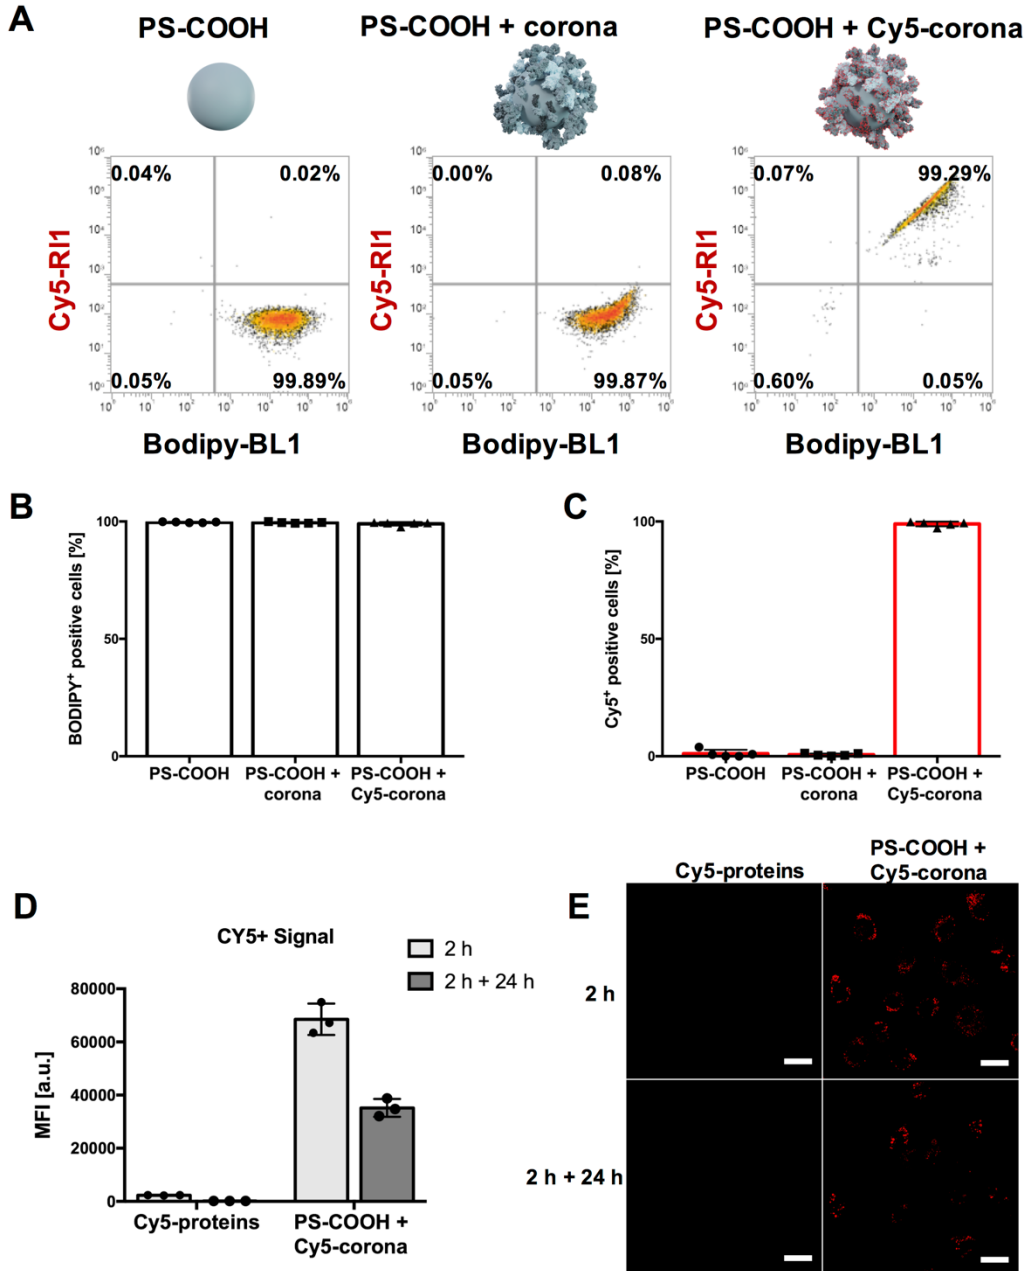 A
PS-COOH
PS-COOH + corona
PS-COOH + Cy5-corona
0.04%
0.02%
0.05%
99.89%
Cy5-RI1
Bodipy-BL1
0.00%
0.08%
0.05%
99.87%
Cy5-RI1
Bodipy-BL1
0.07%
99.29%
0.60%
0.05%
Cy5-RI1
Bodipy-BL1
B
BODIPY⁺ positive cells [%]
100
50
0
PS-COOH
PS-COOH +
corona
PS-COOH +
Cy5-corona
C
Cy5⁺ positive cells [%]
100
50
0
PS-COOH
PS-COOH +
corona
PS-COOH +
Cy5-corona
D
CY5+ Signal
2 h
2 h + 24 h
MFI [a.u.]
80000
60000
40000
20000
0
Cy5-proteins
PS-COOH +
Cy5-corona
E
Cy5-proteins
PS-COOH +
Cy5-corona
2 h
2 h + 24 h